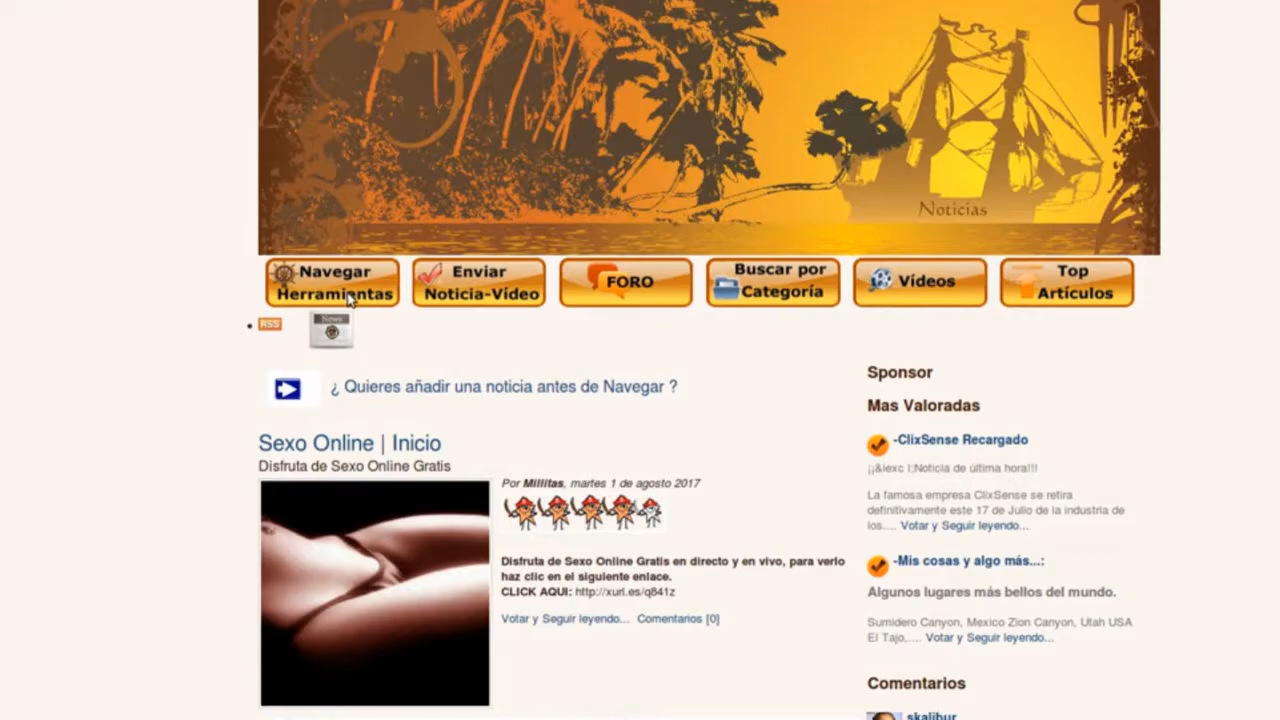 Noticias
Navegar
Herramientas
Enviar
Noticia-Vídeo
FORO
Buscar por
Categoría
Vídeos
Top
Artículos
RSS
News
¿ Quieres añadir una noticia antes de Navegar ?
Sexo Online | Inicio
Disfruta de Sexo Online Gratis
Por Millitas, martes 1 de agosto 2017
Disfruta de Sexo Online Gratis en directo y en vivo, para verlo
haz clic en el siguiente enlace.
CLICK AQUI: http://xurl.es/q841z
Votar y Seguir leyendo... Comentarios [0]
Sponsor
Mas Valoradas
-ClixSense Recargado
¡¡&iexc l;Noticia de última hora!!!
La famosa empresa ClixSense se retira
definitivamente este 17 de Julio de la industria de
los.... Votar y Seguir leyendo...
-Mis cosas y algo más...:
Algunos lugares más bellos del mundo.
Sumidero Canyon, Mexico Zion Canyon, Utah USA
El Tajo,.... Votar y Seguir leyendo...
Comentarios
skalibur